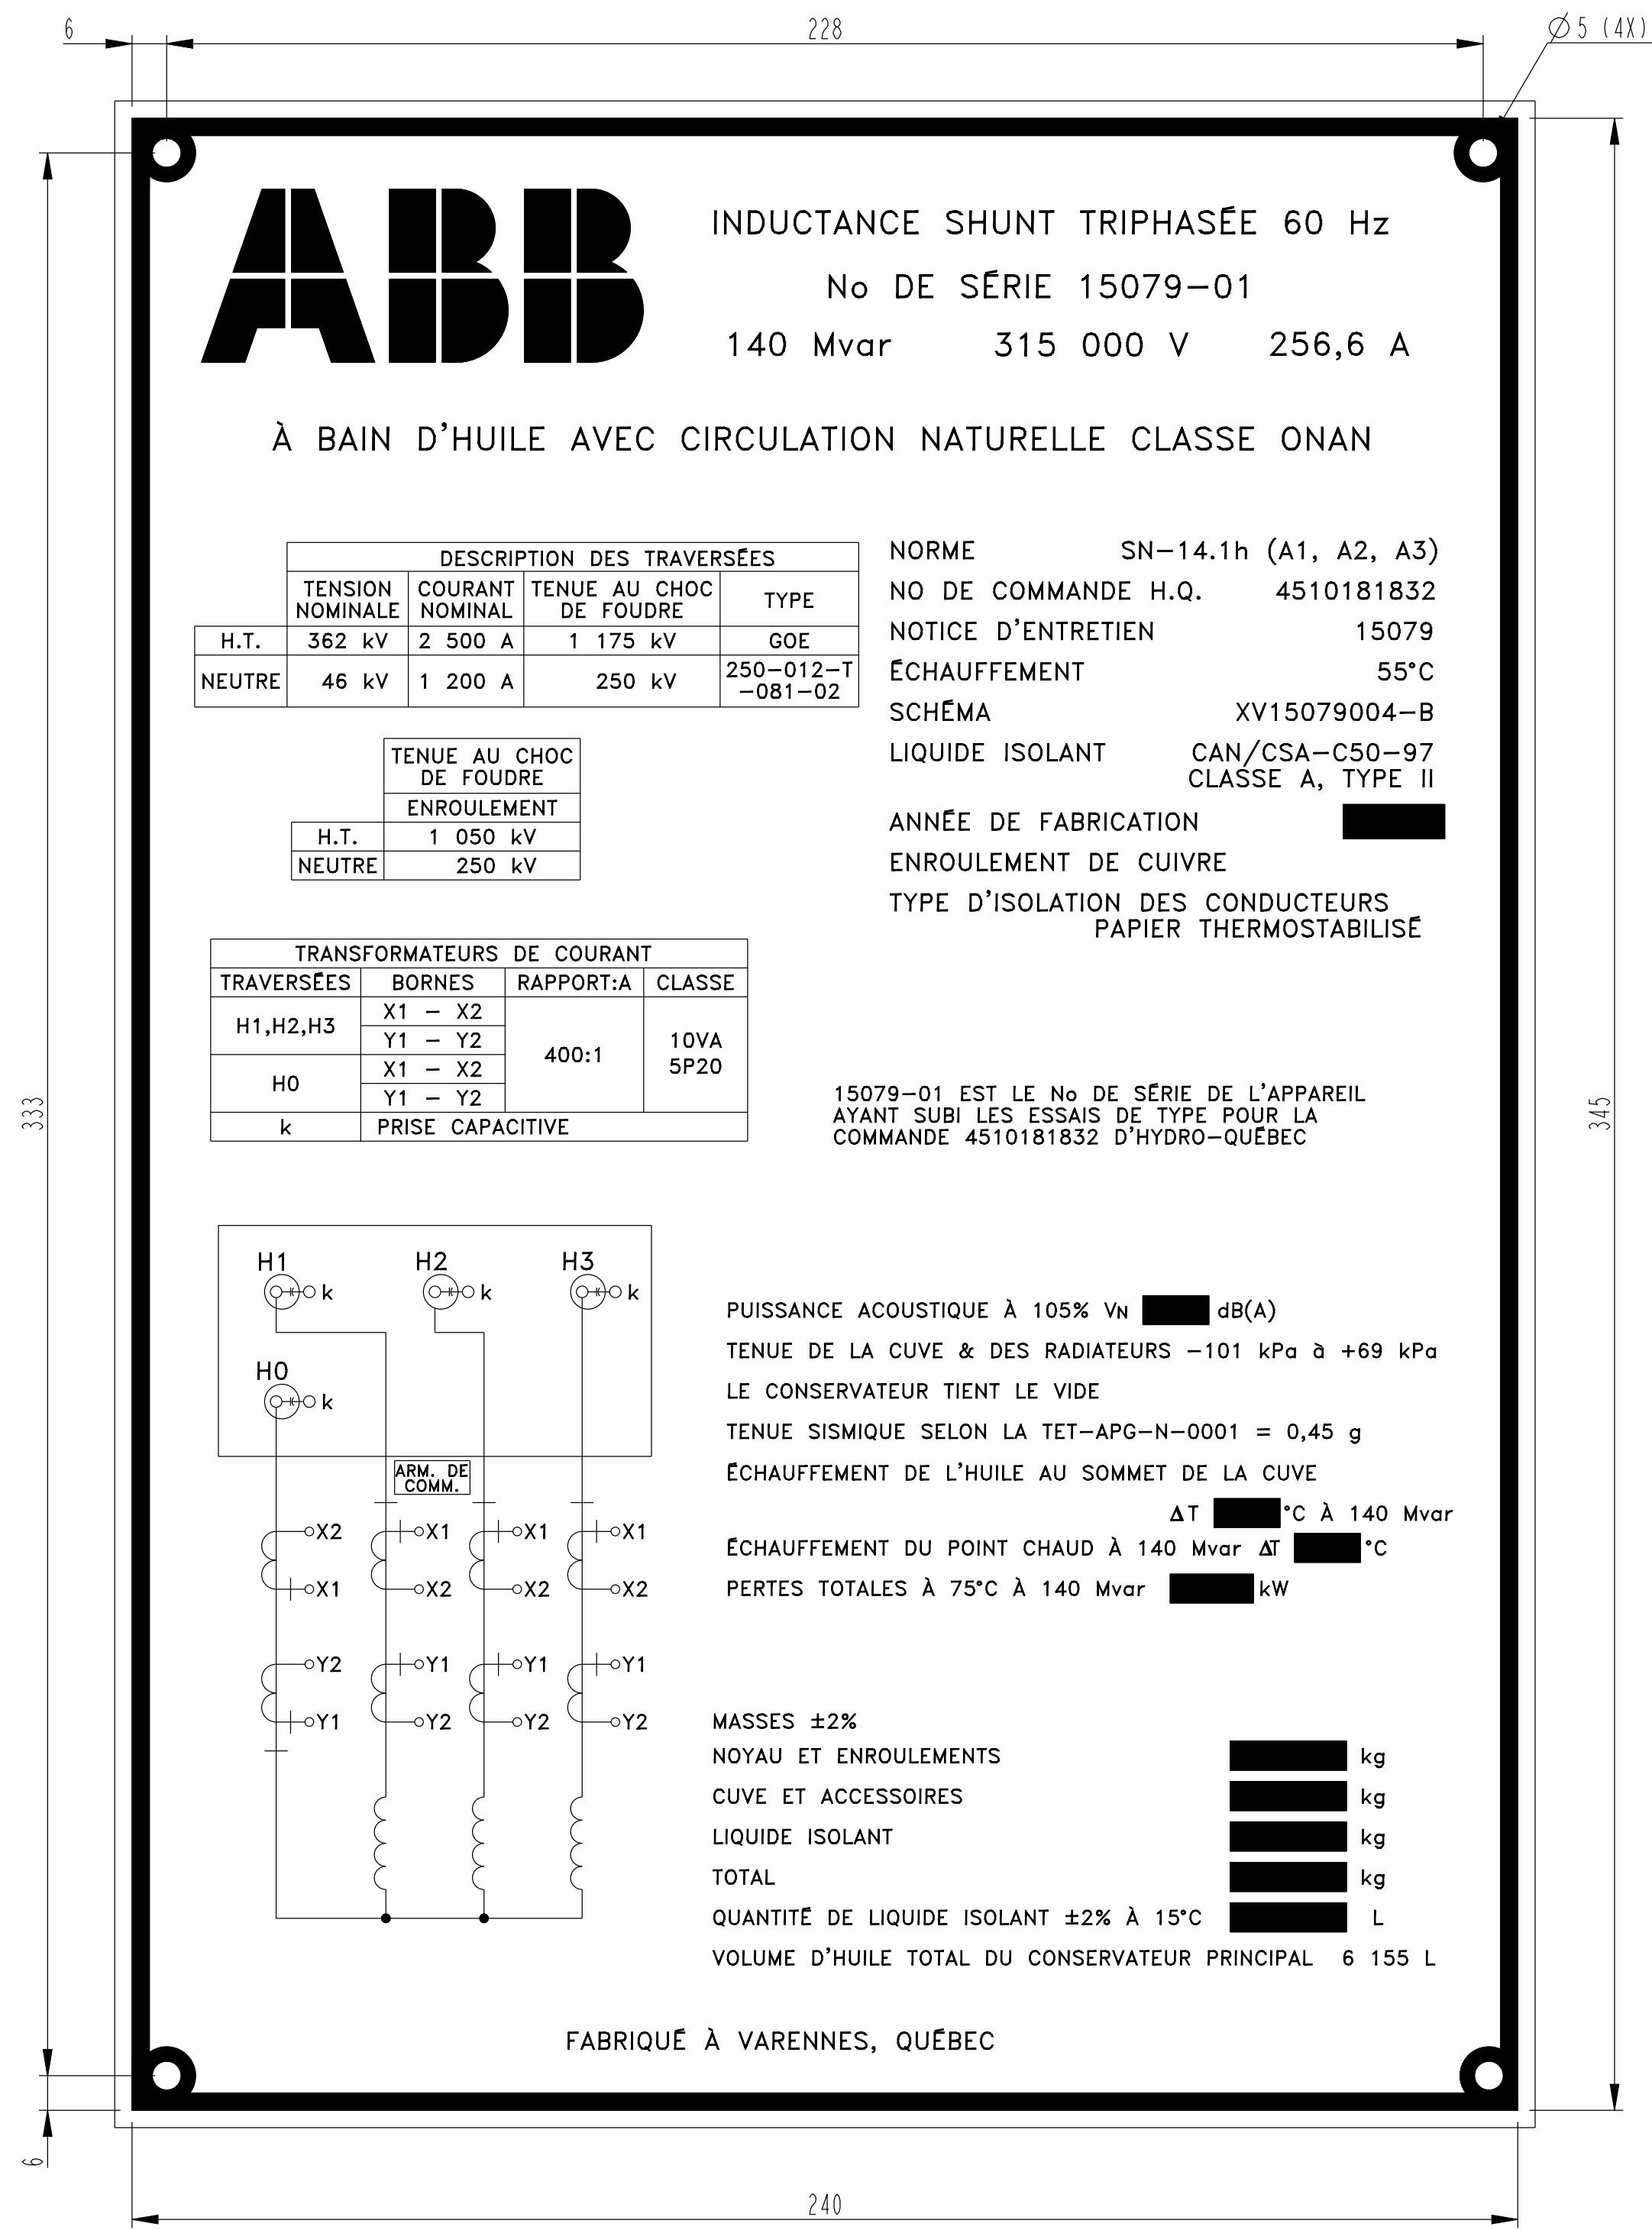 6
228
Ø 5 (4X)
ABB
INDUCTANCE SHUNT TRIPHASÉE 60 Hz
No DE SÉRIE 15079-01
140 Mvar 315 000 V 256,6 A
À BAIN D'HUILE AVEC CIRCULATION NATURELLE CLASSE ONAN
DESCRIPTION DES TRAVERSÉES
TENSION NOMINALE COURANT NOMINAL TENUE AU CHOC DE FOUDRE TYPE
H.T. 362 kV 2 500 A 1 175 kV GOE
NEUTRE 46 kV 1 200 A 250 kV 250-012-T
-081-02
TENUE AU CHOC
DE FOUDRE
ENROULEMENT
H.T. 1 050 kV
NEUTRE 250 kV
NORME SN-14.1h (A1, A2, A3)
NO DE COMMANDE H.Q. 4510181832
NOTICE D'ENTRETIEN 15079
ÉCHAUFFEMENT 55°C
SCHÉMA XV15079004-B
LIQUIDE ISOLANT CAN/CSA-C50-97
CLASSE A, TYPE II
ANNÉE DE FABRICATION
ENROULEMENT DE CUIVRE
TYPE D'ISOLATION DES CONDUCTEURS
PAPIER THERMOSTABILISÉ
TRANSFORMATEURS DE COURANT
TRAVERSÉES BORNES RAPPORT:A CLASSE
H1,H2,H3 X1 - X2
Y1 - Y2
400:1 10VA
5P20
H0 X1 - X2
Y1 - Y2
k PRISE CAPACITIVE
15079-01 EST LE No DE SÉRIE DE L'APPAREIL
AYANT SUBI LES ESSAIS DE TYPE POUR LA
COMMANDE 4510181832 D'HYDRO-QUÉBEC
333
345
H1 H2 H3
k k k
H0
k
ARM. DE
COMM.
X2 X1 X1 X1
X1 X2 X2 X2
Y2 Y1 Y1 Y1
Y1 Y2 Y2 Y2
PUISSANCE ACOUSTIQUE À 105% VN dB(A)
TENUE DE LA CUVE & DES RADIATEURS -101 kPa à +69 kPa
LE CONSERVATEUR TIENT LE VIDE
TENUE SISMIQUE SELON LA TET-APG-N-0001 = 0,45 g
ÉCHAUFFEMENT DE L'HUILE AU SOMMET DE LA CUVE
ΔT °C À 140 Mvar
ÉCHAUFFEMENT DU POINT CHAUD À 140 Mvar ΔT °C
PERTES TOTALES À 75°C À 140 Mvar kW
MASSES ±2%
NOYAU ET ENROULEMENTS kg
CUVE ET ACCESSOIRES kg
LIQUIDE ISOLANT kg
TOTAL kg
QUANTITÉ DE LIQUIDE ISOLANT ±2% À 15°C L
VOLUME D'HUILE TOTAL DU CONSERVATEUR PRINCIPAL 6 155 L
FABRIQUÉ À VARENNES, QUÉBEC
6
240